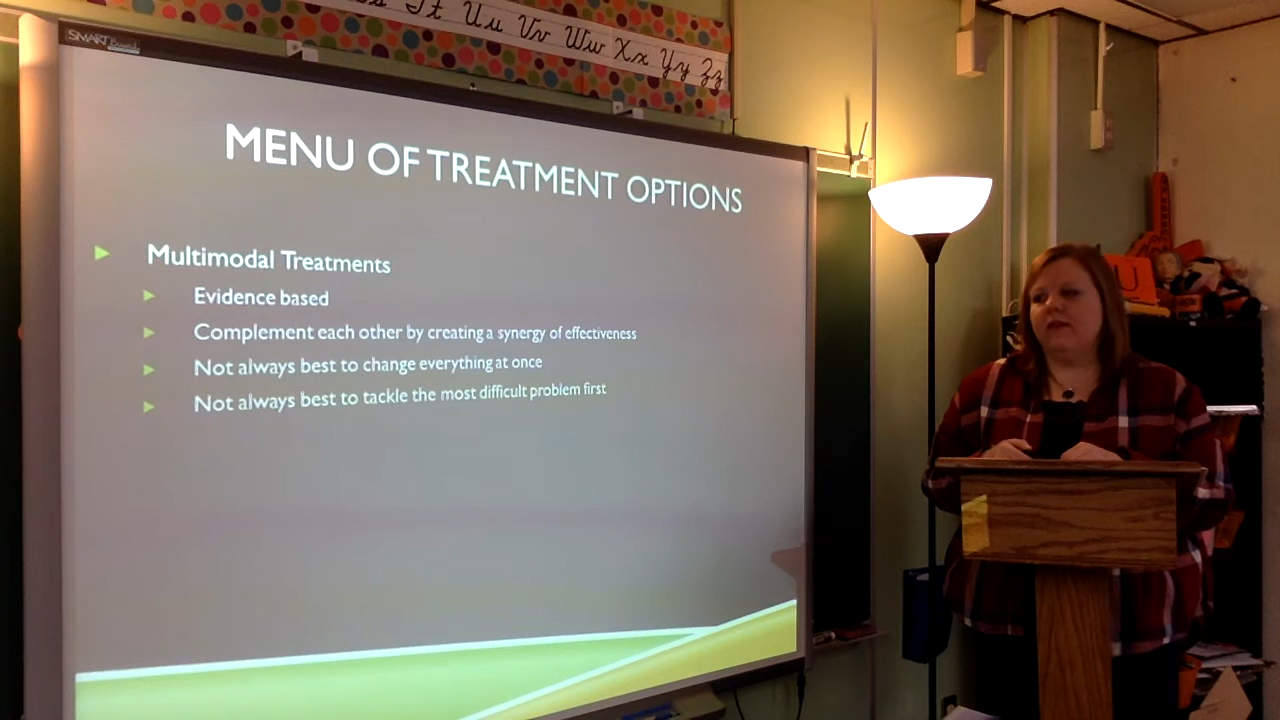 Tt Uu Vv Ww Xx Yy Zz
SMART Board
MENU OF TREATMENT OPTIONS
Multimodal Treatments
Evidence based
Complement each other by creating a synergy of effectiveness
Not always best to change everything at once
Not always best to tackle the most difficult problem first
U